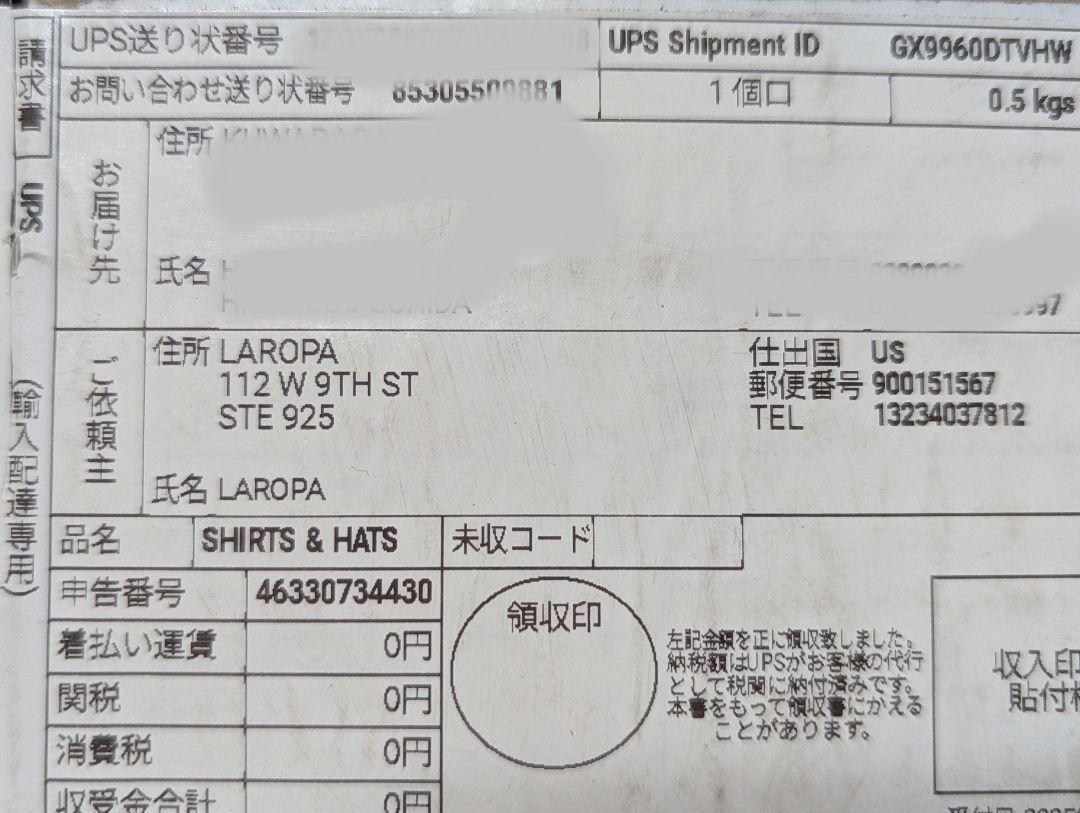 UPS送り状番号
UPS Shipment ID GX9960DTVHW
お問い合わせ送り状番号 85305509881
1個口 0.5 kgs
請求書
ups
(輸入配達専用)
お届け先
住所
氏名
TEL
ご依頼主
住所 LAROPA
112 W 9TH ST
STE 925
氏名 LAROPA
仕出国 US
郵便番号 900151567
TEL 13234037812
品名 SHIRTS & HATS
未収コード
申告番号 46330734430
着払い運賃 0円
関税 0円
消費税 0円
収受金合計 0円
領収印
左記金額を正に領収致しました。
納税額はUPSがお客様の代行
として税関に納付済みです。
本書をもって領収書にかえる
ことがあります。
収入印
貼付